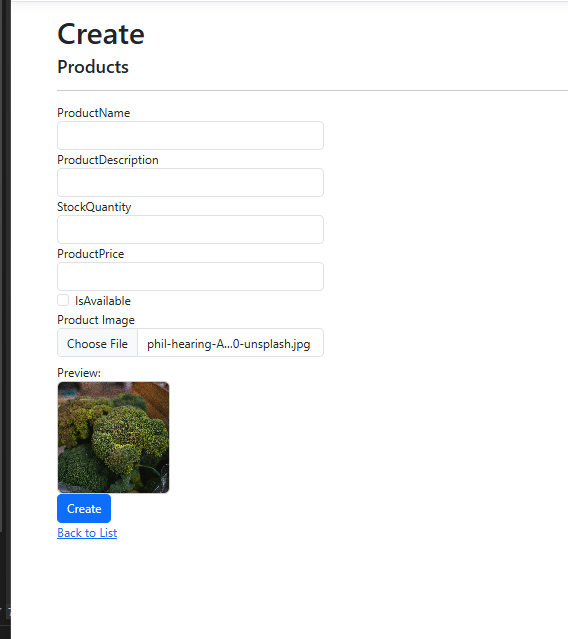 Create
Products
ProductName
ProductDescription
StockQuantity
ProductPrice
IsAvailable
Product Image
Choose File phil-hearing-A...0-unsplash.jpg
Preview:
Create
Back to List